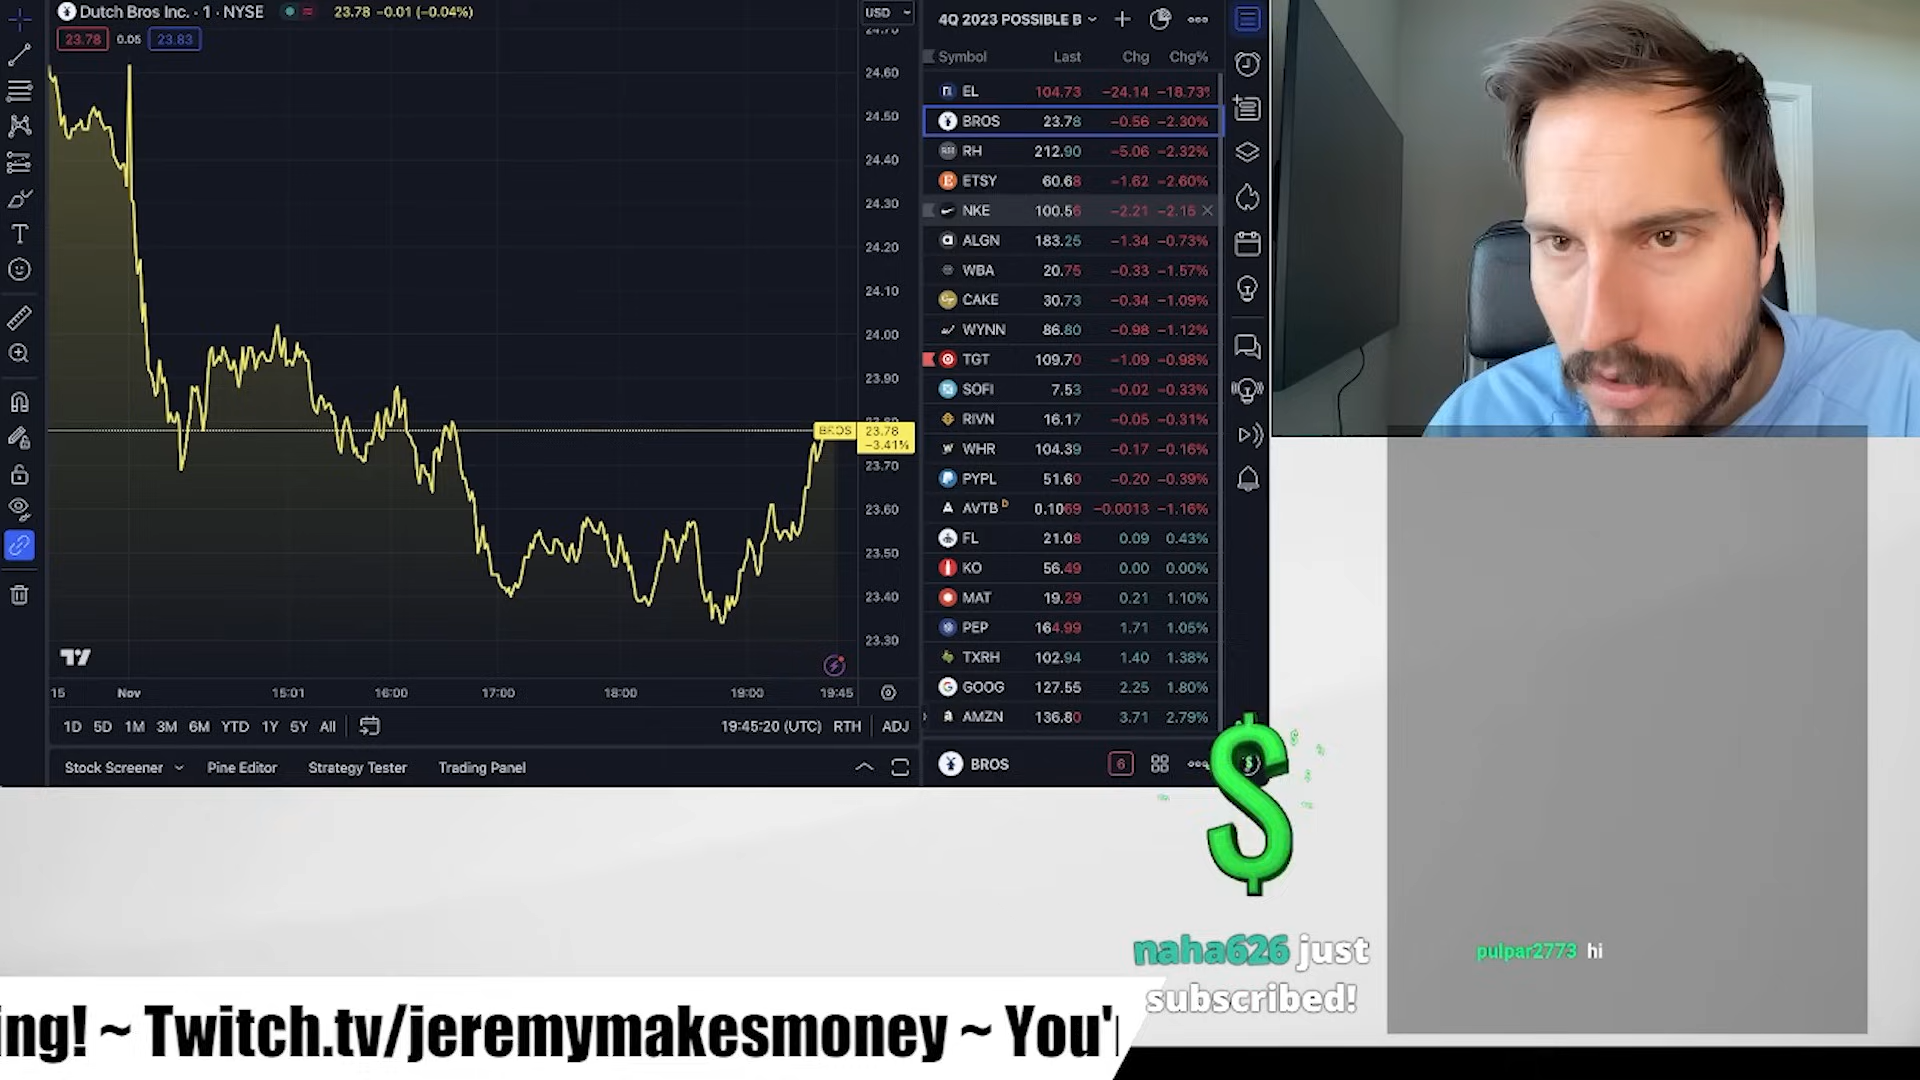 Dutch Bros Inc. · 1 · NYSE
23.78 −0.01 (−0.04%)
23.78 0.05 23.83
USD
24.70
24.60
24.50
24.40
24.30
24.20
24.10
24.00
23.90
23.80
BROS 23.78
−3.41%
23.70
23.60
23.50
23.40
23.30
15 Nov 15:01 16:00 17:00 18:00 19:00 19:45
1D 5D 1M 3M 6M YTD 1Y 5Y All
19:45:20 (UTC) RTH ADJ
Stock Screener Pine Editor Strategy Tester Trading Panel
4Q 2023 POSSIBLE B
Symbol Last Chg Chg%
EL 104.73 −24.14 −18.73%
BROS 23.78 −0.56 −2.30%
RH 212.90 −5.06 −2.32%
ETSY 60.68 −1.62 −2.60%
NKE 100.56 −2.21 −2.15
ALGN 183.25 −1.34 −0.73%
WBA 20.75 −0.33 −1.57%
CAKE 30.73 −0.34 −1.09%
WYNN 86.80 −0.98 −1.12%
TGT 109.70 −1.09 −0.98%
SOFI 7.53 −0.02 −0.33%
RIVN 16.17 −0.05 −0.31%
WHR 104.39 −0.17 −0.16%
PYPL 51.60 −0.20 −0.39%
AVTB D 0.1069 −0.0013 −1.16%
FL 21.08 0.09 0.43%
KO 56.49 0.00 0.00%
MAT 19.29 0.21 1.10%
PEP 164.99 1.71 1.05%
TXRH 102.94 1.40 1.38%
GOOG 127.55 2.25 1.80%
AMZN 136.80 3.71 2.79%
BROS 6
$
naha626 just
subscribed!
pulpar2773 hi
ing! ~ Twitch.tv/jeremymakesmoney ~ You'